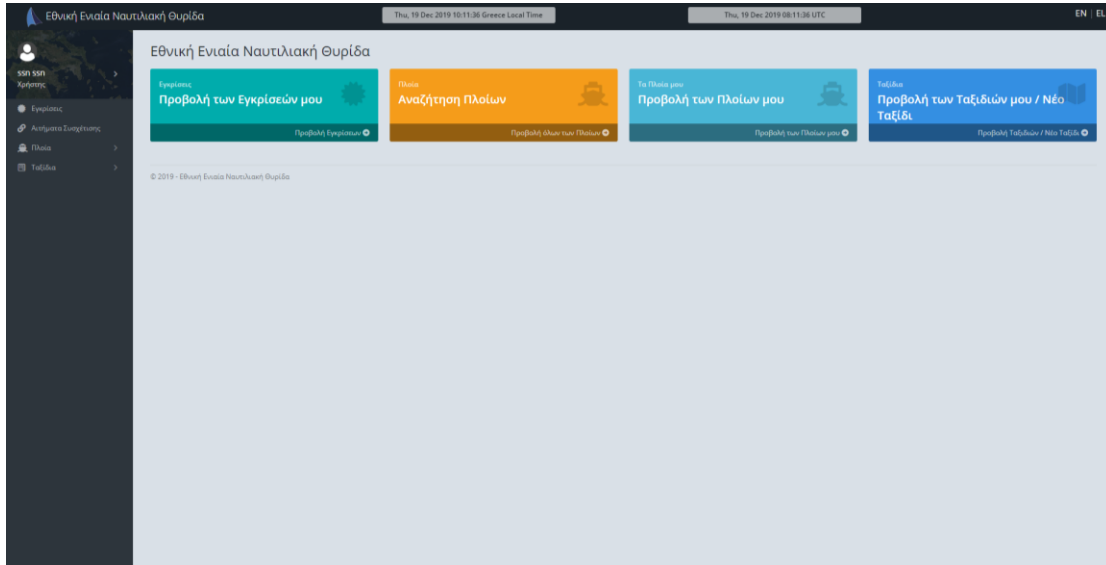 Εθνική Ενιαία Ναυτιλιακή Θυρίδα
Thu, 19 Dec 2019 10:11:36 Greece Local Time
Thu, 19 Dec 2019 08:11:36 UTC
EN | EL
ssn ssn
Χρήστης
Εγκρίσεις
Αιτήματα Συσχέτισης
Πλοία
Ταξίδια
Εθνική Ενιαία Ναυτιλιακή Θυρίδα
Εγκρίσεις
Προβολή των Εγκρίσεών μου
Προβολή Εγκρίσεων
Πλοία
Αναζήτηση Πλοίων
Προβολή όλων των Πλοίων
Τα Πλοία μου
Προβολή των Πλοίων μου
Προβολή των Πλοίων μου
Ταξίδια
Προβολή των Ταξιδιών μου / Νέο
Ταξίδι
Προβολή Ταξιδιών / Νέο Ταξίδι
© 2019 - Εθνική Ενιαία Ναυτιλιακή Θυρίδα